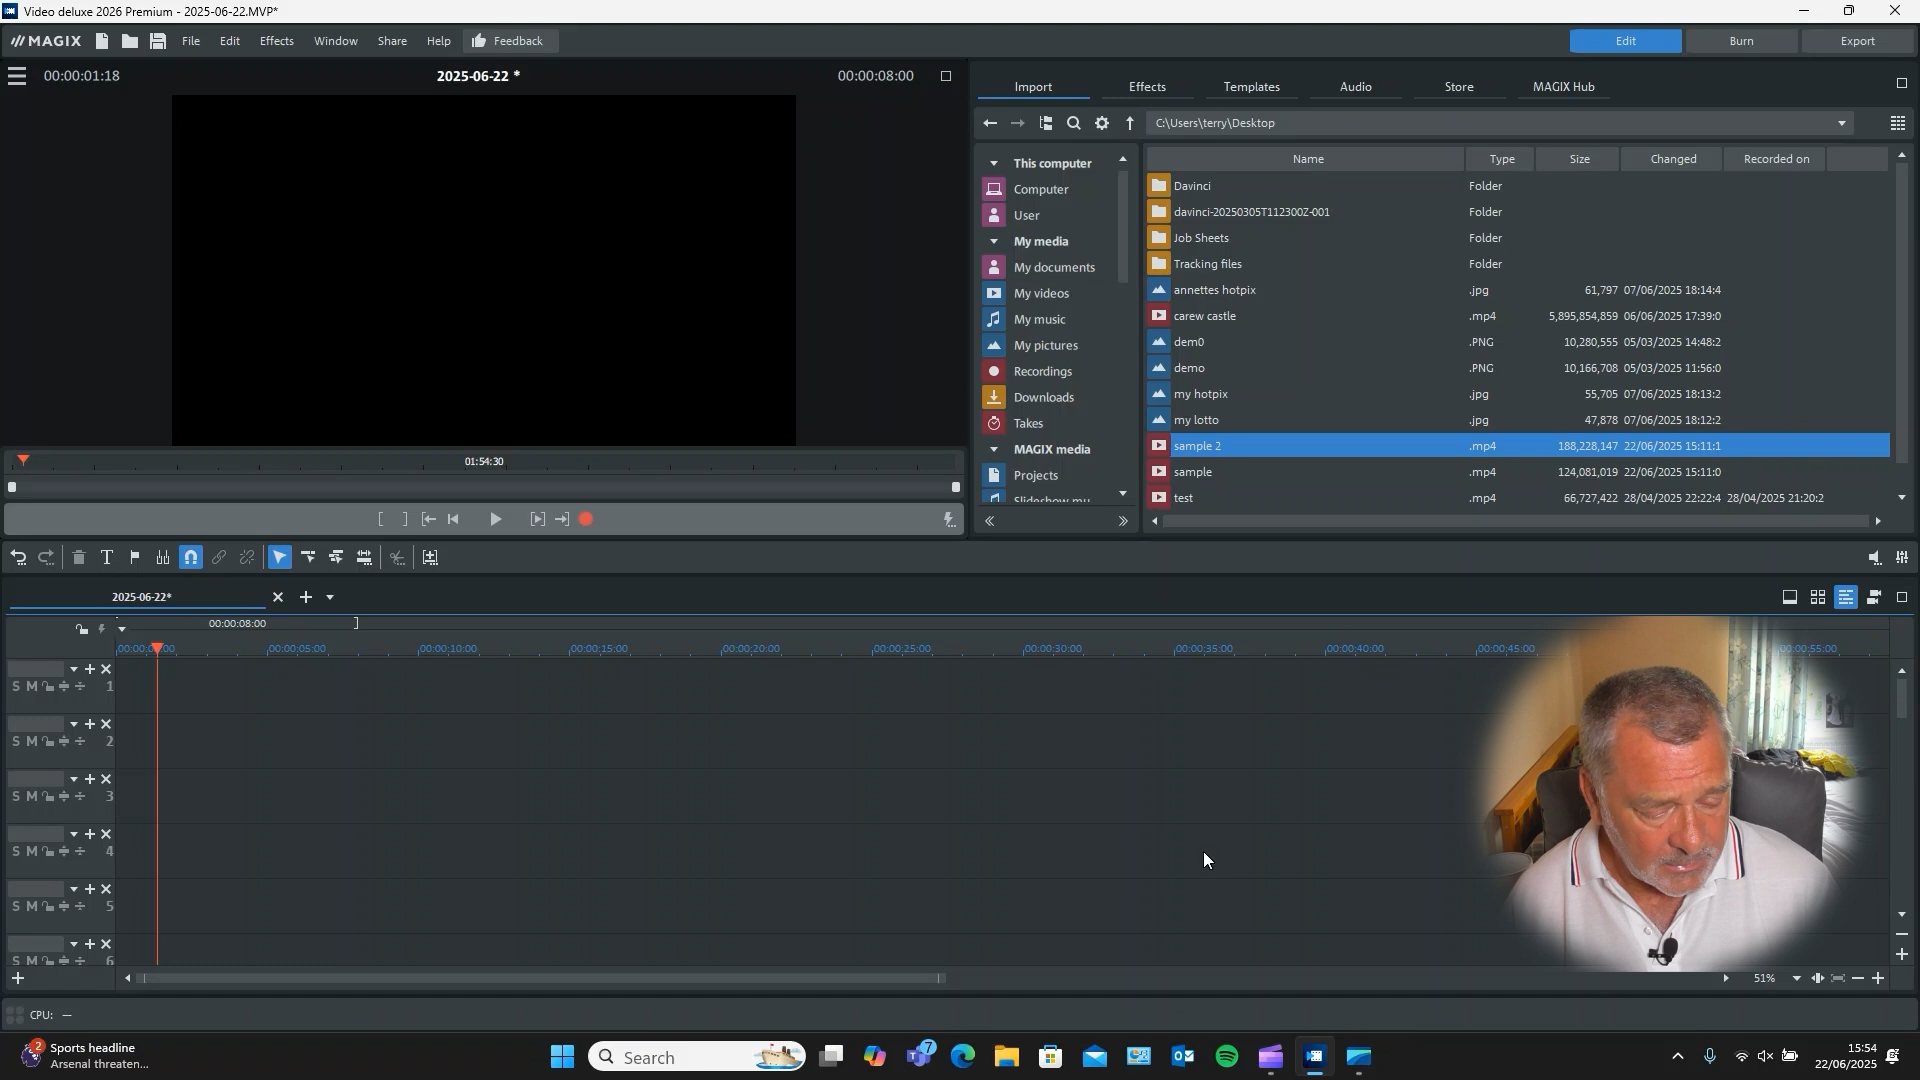 Video deluxe 2026 Premium - 2025-06-22.MVP*
MAGIX
File
Edit
Effects
Window
Share
Help
Feedback
Edit
Burn
Export
00:00:01:18
2025-06-22 *
00:00:08:00
01:54:30
Import
Effects
Templates
Audio
Store
MAGIX Hub
C:\Users\terry\Desktop
This computer
Computer
User
My media
My documents
My videos
My music
My pictures
Recordings
Downloads
Takes
MAGIX media
Projects
Name Type Size Changed Recorded on
Davinci Folder
davinci-20250305T112300Z-001 Folder
Job Sheets Folder
Tracking files Folder
annettes hotpix .jpg 61,797 07/06/2025 18:14:4
carew castle .mp4 5,895,854,859 06/06/2025 17:39:0
dem0 .PNG 10,280,555 05/03/2025 14:48:2
demo .PNG 10,166,708 05/03/2025 11:56:0
my hotpix .jpg 55,705 07/06/2025 18:13:2
my lotto .jpg 47,878 07/06/2025 18:12:2
sample 2 .mp4 188,228,147 22/06/2025 15:11:1
sample .mp4 124,081,019 22/06/2025 15:11:0
test .mp4 66,727,422 28/04/2025 22:22:4 28/04/2025 21:20:2
2025-06-22*
00:00:08:00
00:00:05:00 00:00:10:00 00:00:15:00 00:00:20:00 00:00:25:00 00:00:30:00 00:00:35:00 00:00:40:00 00:00:45:00 00:00:55:00
S M 1
S M 2
S M 3
S M 4
S M 5
S M 6
51%
CPU: —
2
Sports headline
Arsenal threaten...
Search
7
15:54
22/06/2025